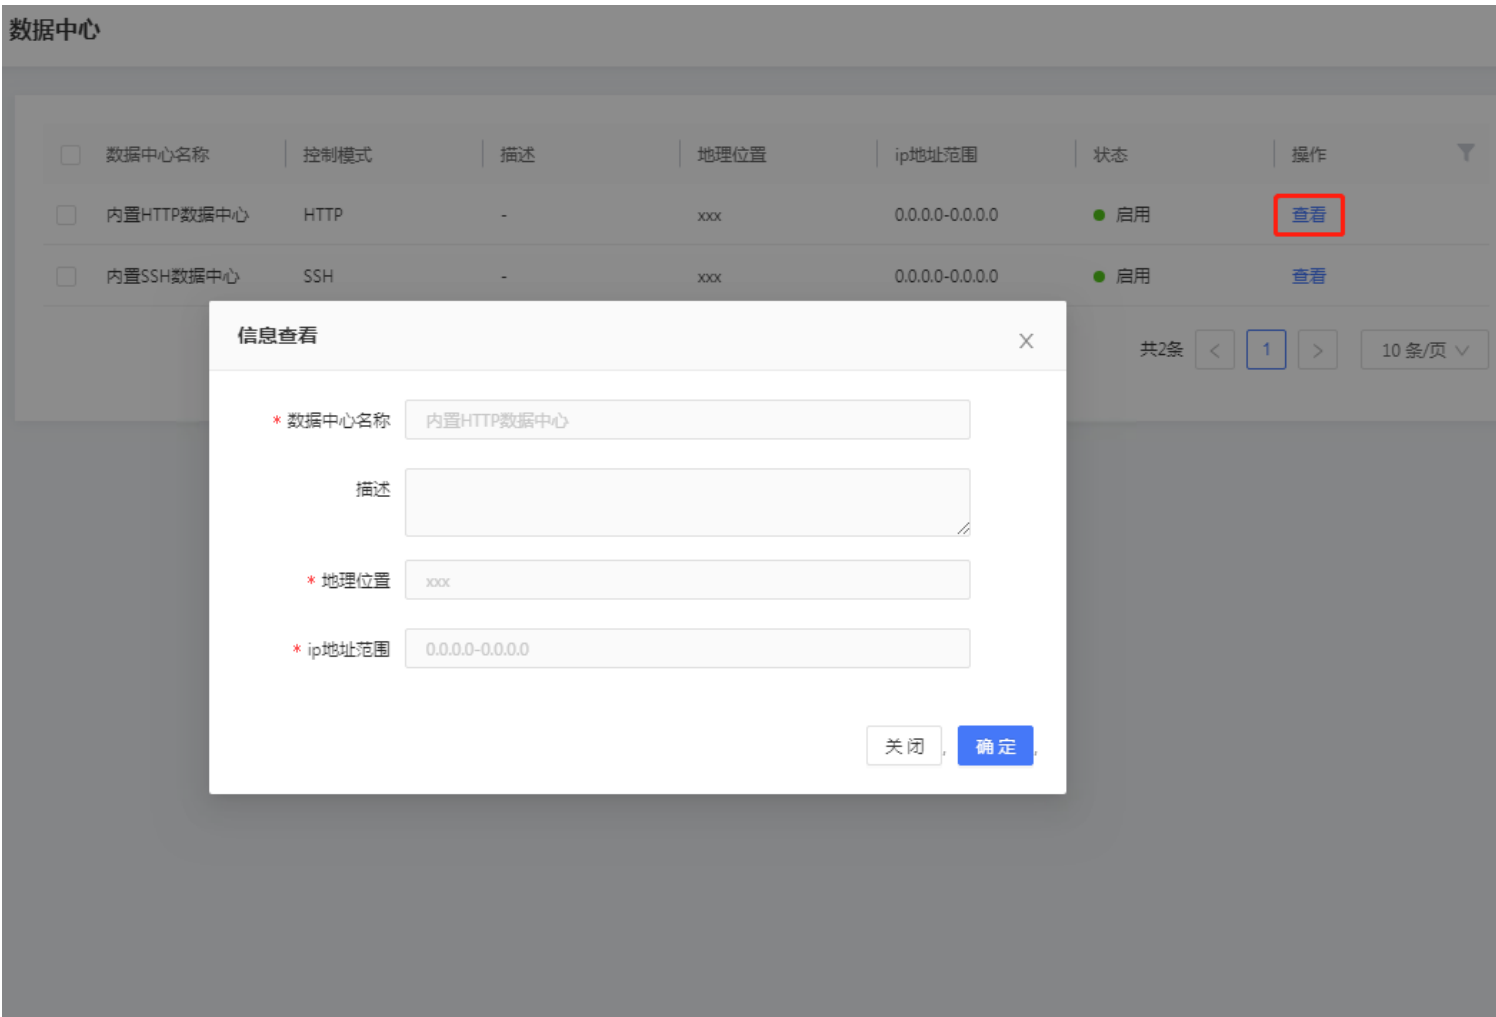 数据中心
数据中心名称 控制模式 描述 地理位置 ip地址范围 状态 操作
内置HTTP数据中心 HTTP - xxx 0.0.0.0-0.0.0.0 启用 查看
内置SSH数据中心 SSH - xxx 0.0.0.0-0.0.0.0 启用 查看
共2条 < 1 > 10 条/页
信息查看 X
* 数据中心名称 内置HTTP数据中心
描述
* 地理位置 xxx
* ip地址范围 0.0.0.0-0.0.0.0
关 闭 , 确 定 ,